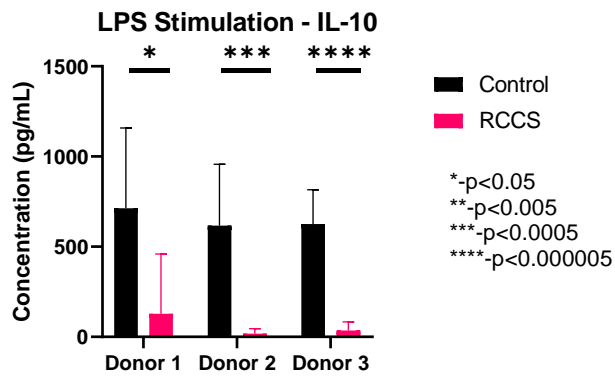 LPS Stimulation - IL-10
* *** ****
Concentration (pg/mL)
1500
1000
500
0
Donor 1 Donor 2 Donor 3
Control
RCCS
*-p<0.05
**-p<0.005
***-p<0.0005
****-p<0.000005